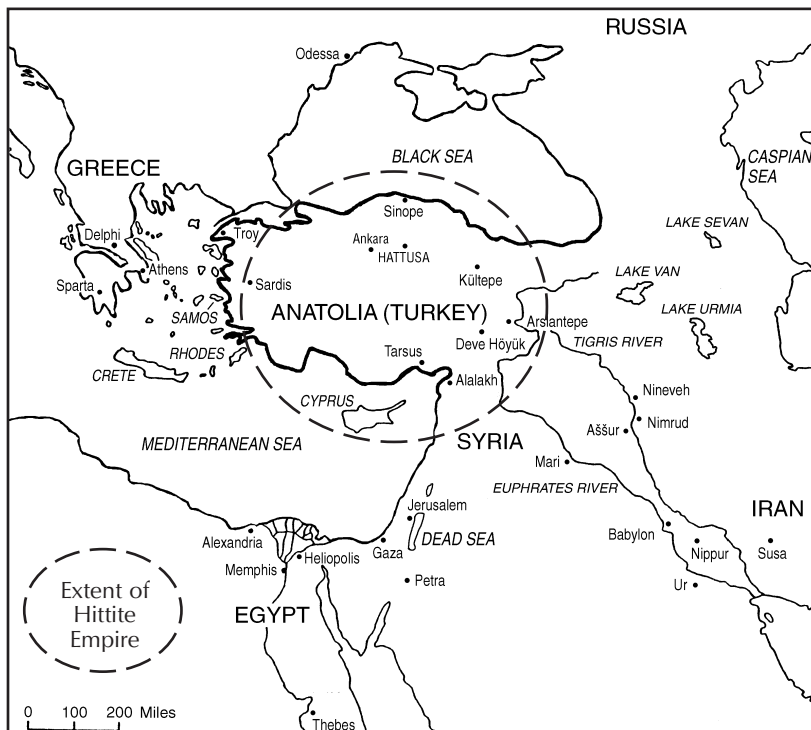 RUSSIA
Odessa
BLACK SEA
CASPIAN
SEA
GREECE
Sinope
LAKE SEVAN
Delphi
Troy
Ankara
HATTUSA
Athens
Kültepe
LAKE VAN
Sparta
Sardis
SAMOS
ANATOLIA (TURKEY)
Arslantepe
LAKE URMIA
Deve Höyük
TIGRIS RIVER
RHODES
Tarsus
CRETE
Alalakh
Nineveh
CYPRUS
Nimrud
MEDITERRANEAN SEA
SYRIA
Aššur
Mari
EUPHRATES RIVER
Jerusalem
IRAN
Alexandria
Gaza
DEAD SEA
Babylon
Nippur
Susa
Heliopolis
Memphis
Petra
Ur
Extent of
Hittite
Empire
EGYPT
0 100 200 Miles
Thebes